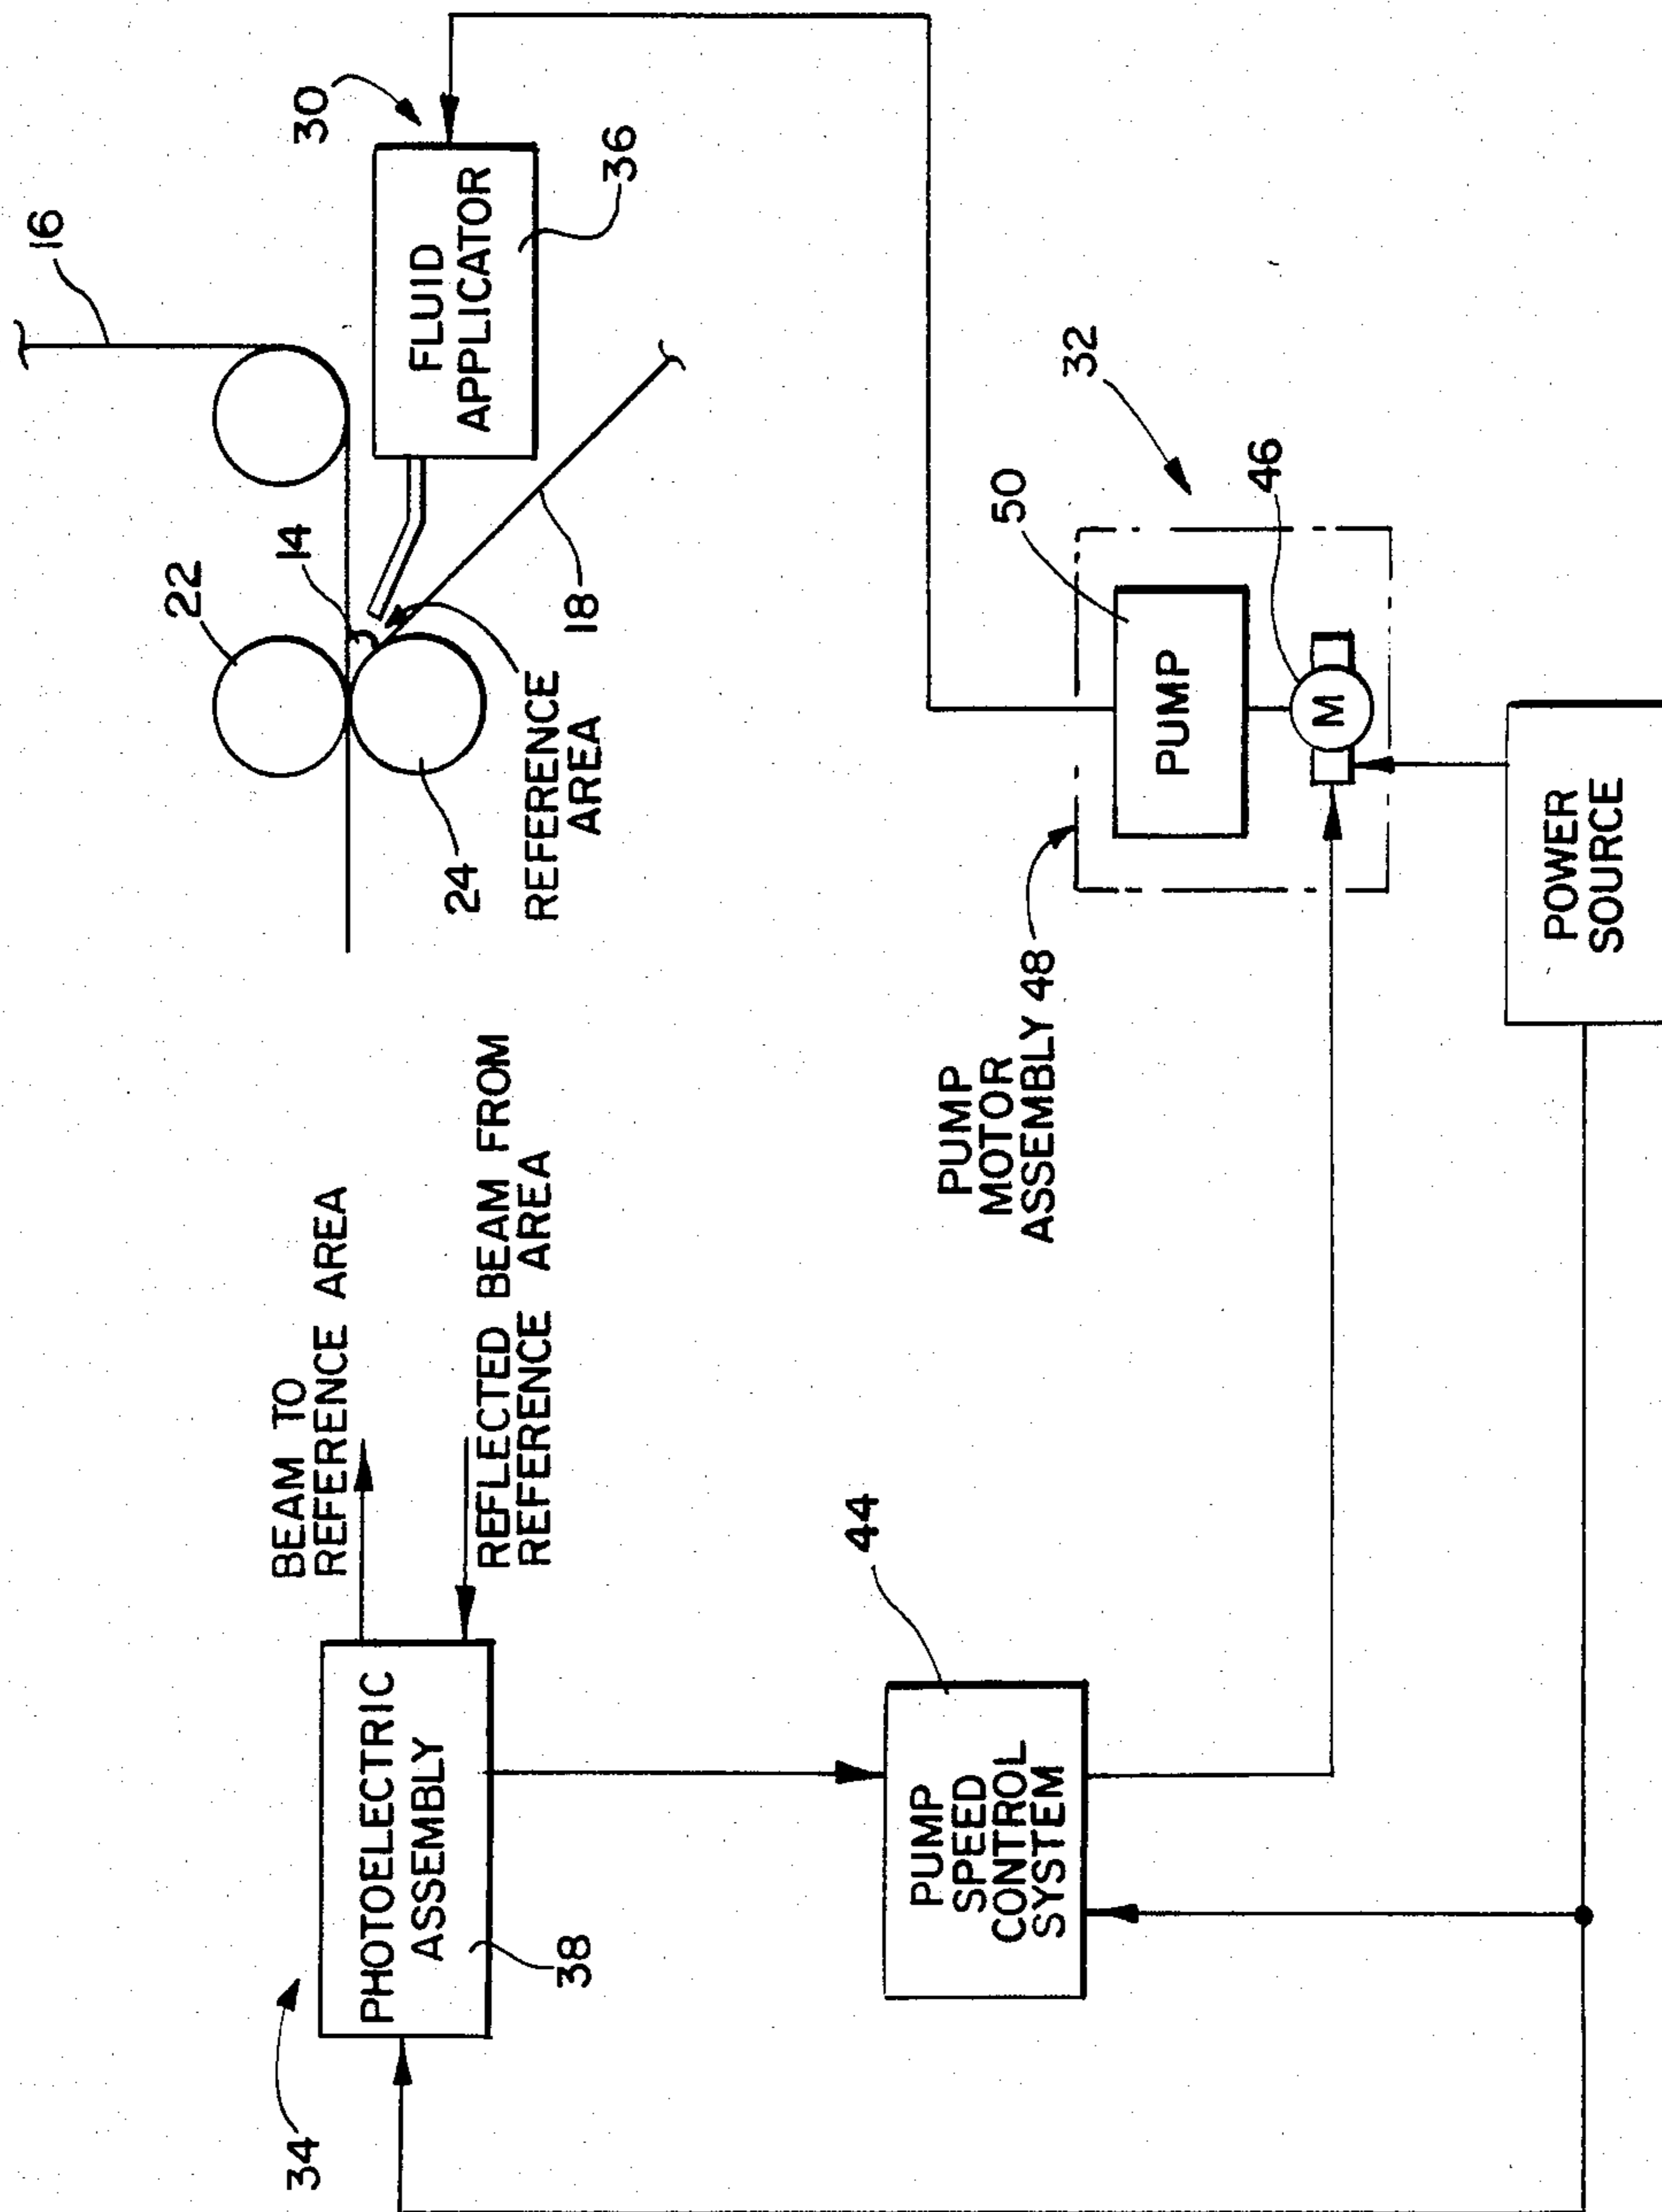 34
PHOTOELECTRIC
ASSEMBLY
38
BEAM TO
REFERENCE AREA
REFLECTED BEAM FROM
REFERENCE AREA
22
14
16
24
REFERENCE
AREA
18
30
FLUID
APPLICATOR
36
44
PUMP
SPEED
CONTROL
SYSTEM
PUMP
MOTOR
ASSEMBLY 48
50
32
PUMP
46
M
POWER
SOURCE